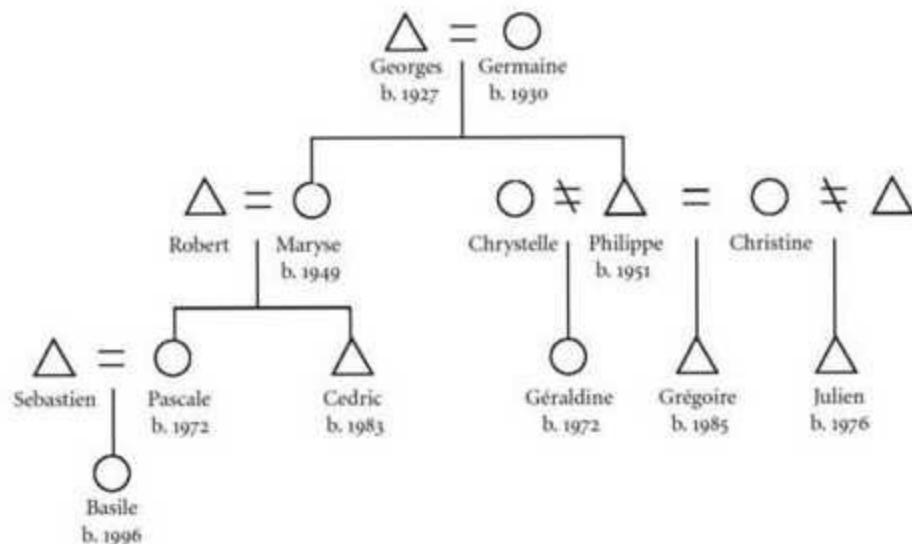 Georges Germaine
b. 1927 b. 1930
Robert Maryse Chrystelle Philippe Christine
b. 1949 b. 1951
Sebastien Pascale Cedric Géraldine Grégoire Julien
b. 1972 b. 1983 b. 1972 b. 1985 b. 1976
Basile
b. 1996